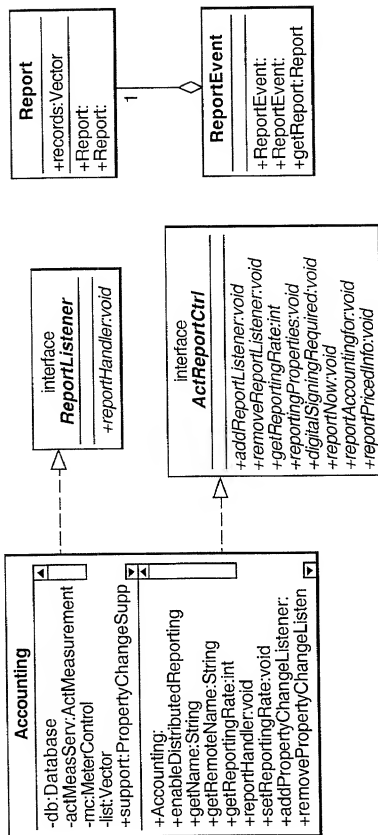 Accounting
-db:Database
-actMeasServ:ActMeasurement
-mc:MeterControl
-list:Vector
+support:PropertyChangeSupp
+Accounting:
+enableDistributedReporting
+getName:String
+getRemoteName:String
+getReportingRate:int
+reportHandler:void
+setReportingRate:void
+addPropertyChangeListener:
+removePropertyChangeListen
interface
ReportListener
+reportHandler:void
interface
ActReportCtrl
+addReportListener:void
+removeReportListener:void
+getReportingRate:int
+reportingProperties:void
+digitalSigningRequired:void
+reportNow:void
+reportAccountingfor:void
+reportPricedInfo:void
Report
+records:Vector
+Report:
+Report:
1
ReportEvent
+ReportEvent:
+ReportEvent:
+getReport:Report